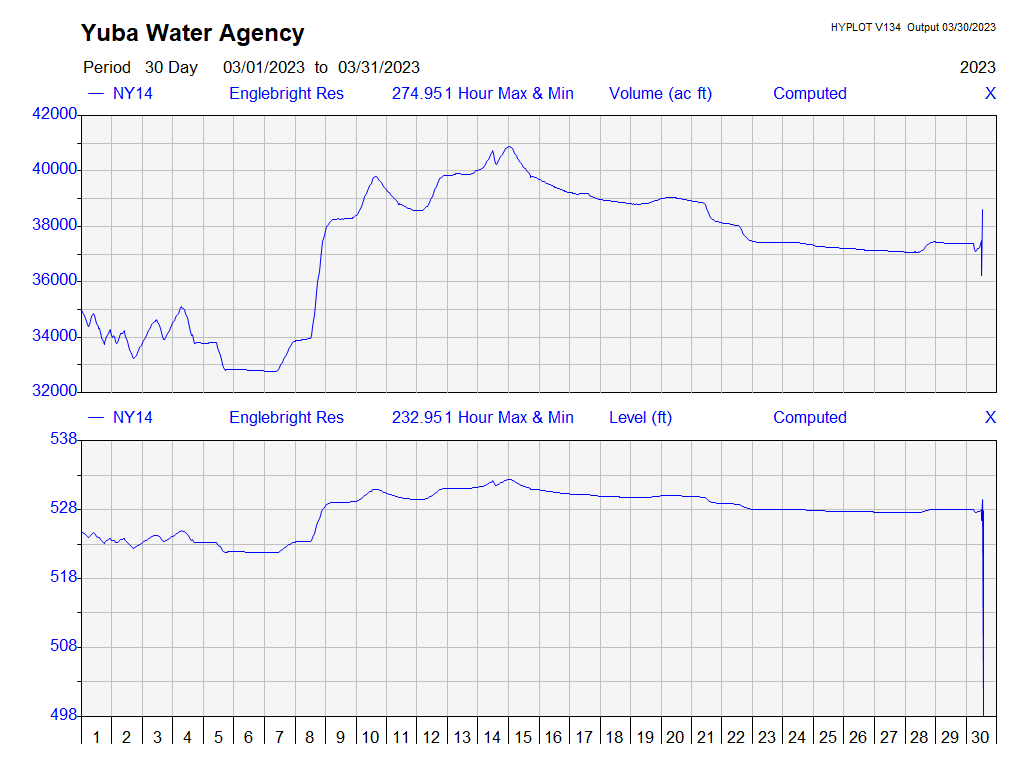 Yuba Water Agency
HYPLOT V134 Output 03/30/2023
Period 30 Day 03/01/2023 to 03/31/2023 2023
NY14 Englebright Res 274.951 Hour Max & Min Volume (ac ft) Computed X
42000
40000
38000
36000
34000
32000
NY14 Englebright Res 232.951 Hour Max & Min Level (ft) Computed X
538
528
518
508
498
1 2 3 4 5 6 7 8 9 10 11 12 13 14 15 16 17 18 19 20 21 22 23 24 25 26 27 28 29 30